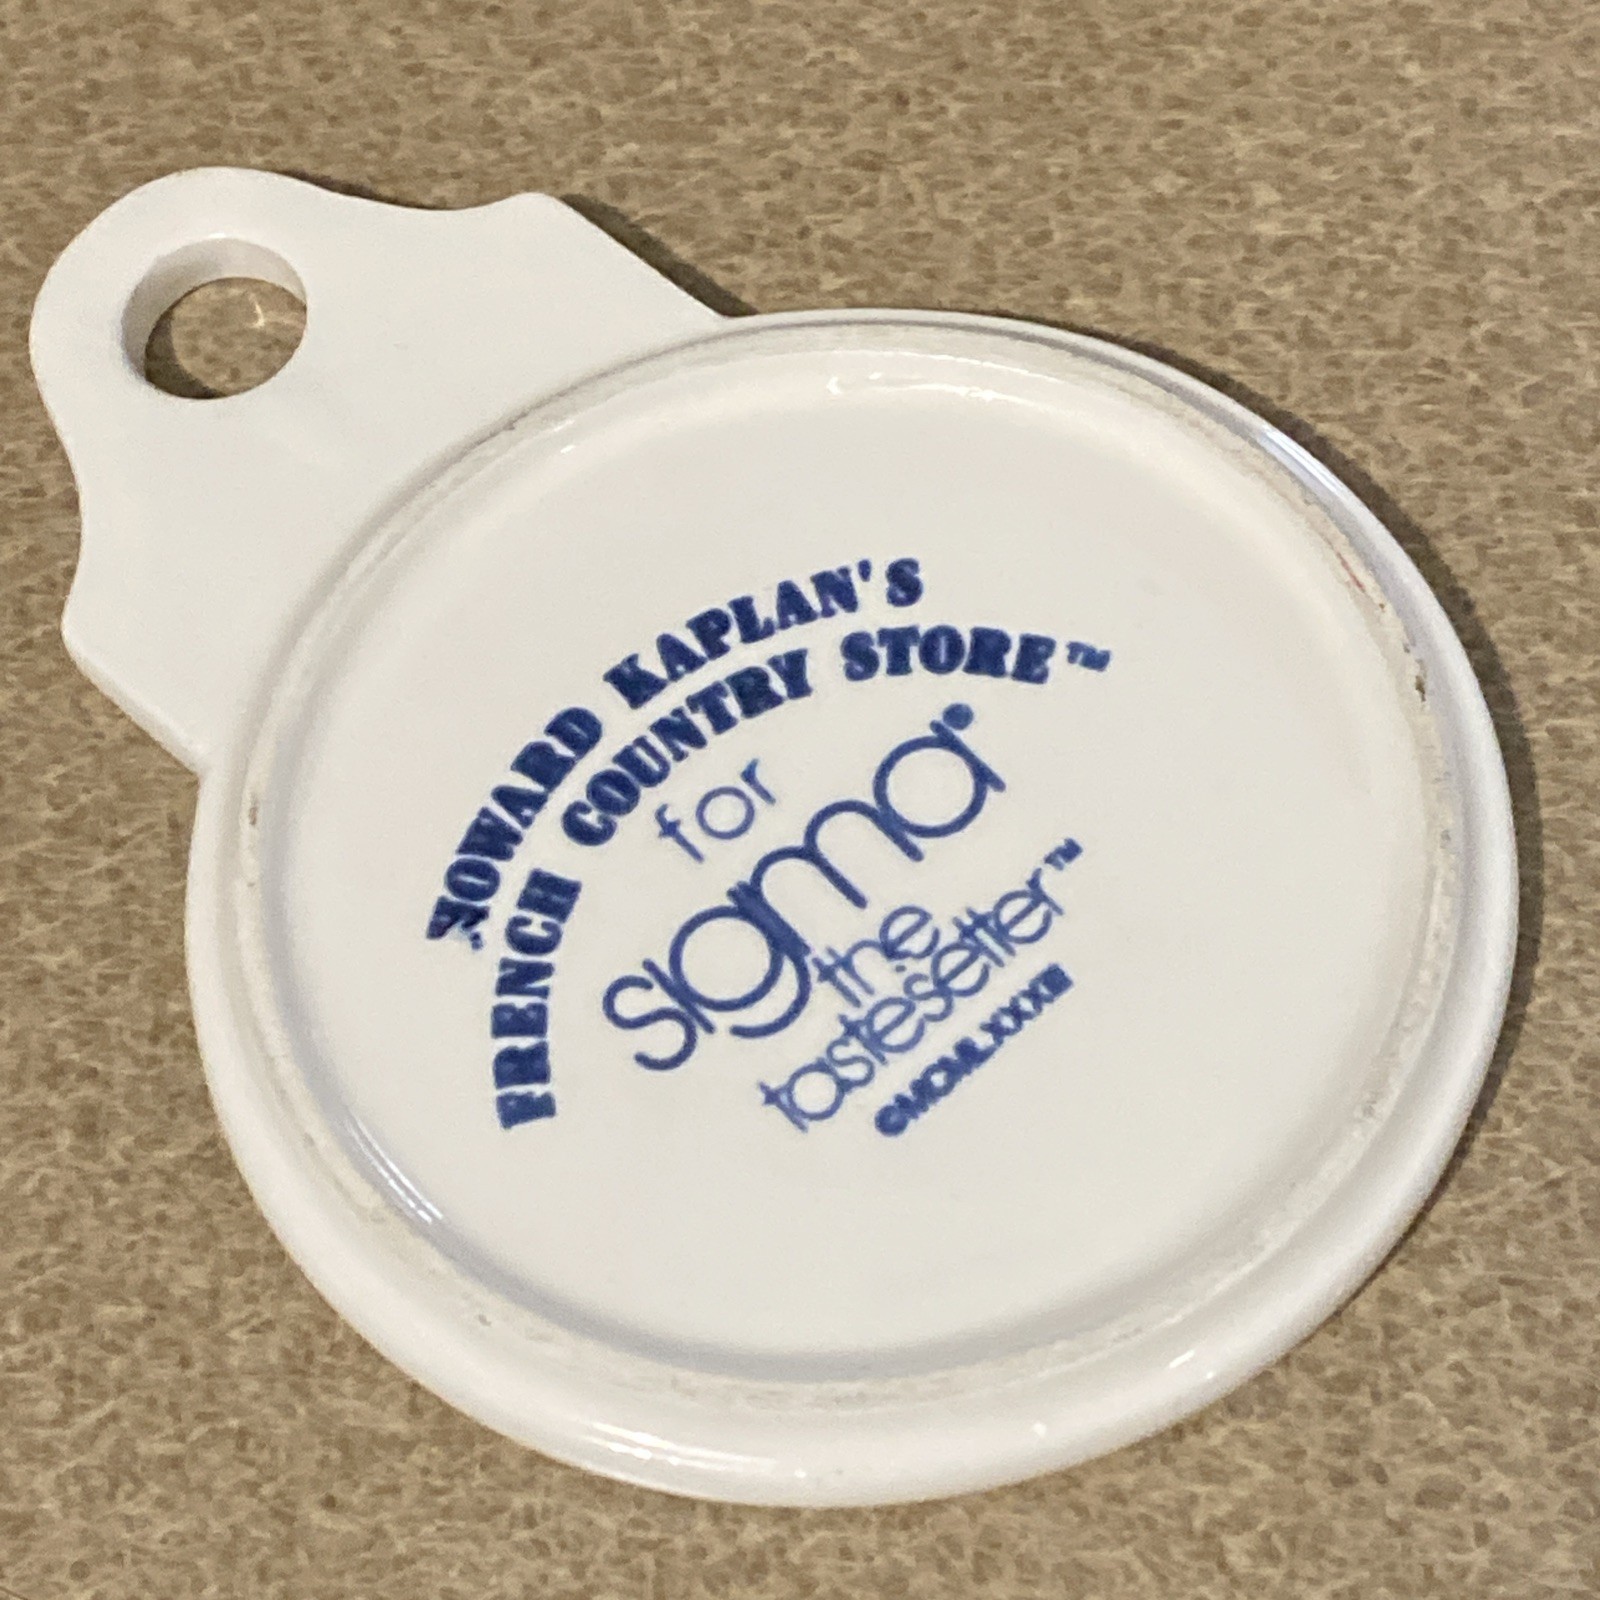 HOWARD KAPLAN'S
FRENCH COUNTRY STORE™
for
sigma®
the
tastesetter™